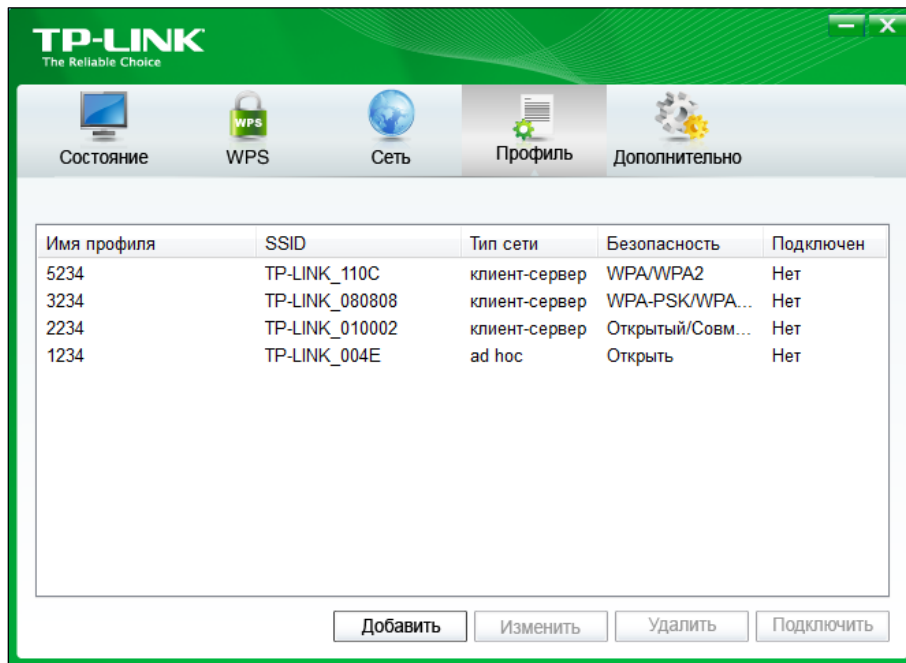 TP-LINK
The Reliable Choice
WPS
Состояние WPS Сеть Профиль Дополнительно
Имя профиля SSID Тип сети Безопасность Подключен
5234 TP-LINK_110C клиент-сервер WPA/WPA2 Нет
3234 TP-LINK_080808 клиент-сервер WPA-PSK/WPA... Нет
2234 TP-LINK_010002 клиент-сервер Открытый/Совм... Нет
1234 TP-LINK_004E ad hoc Открыть Нет
Добавить Изменить Удалить Подключить